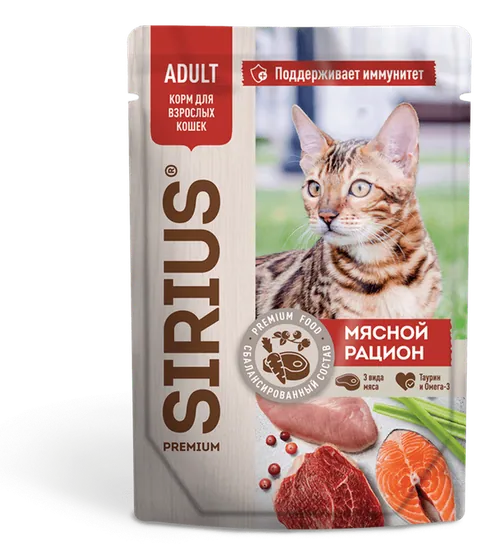 ADULT
КОРМ ДЛЯ
ВЗРОСЛЫХ
КОШЕК
Поддерживает иммунитет
SIRIUS®
PREMIUM
PREMIUM FOOD
СБАЛАНСИРОВАННЫЙ СОСТАВ
МЯСНОЙ
РАЦИОН
3 вида
мяса
Таурин
и Омега-3